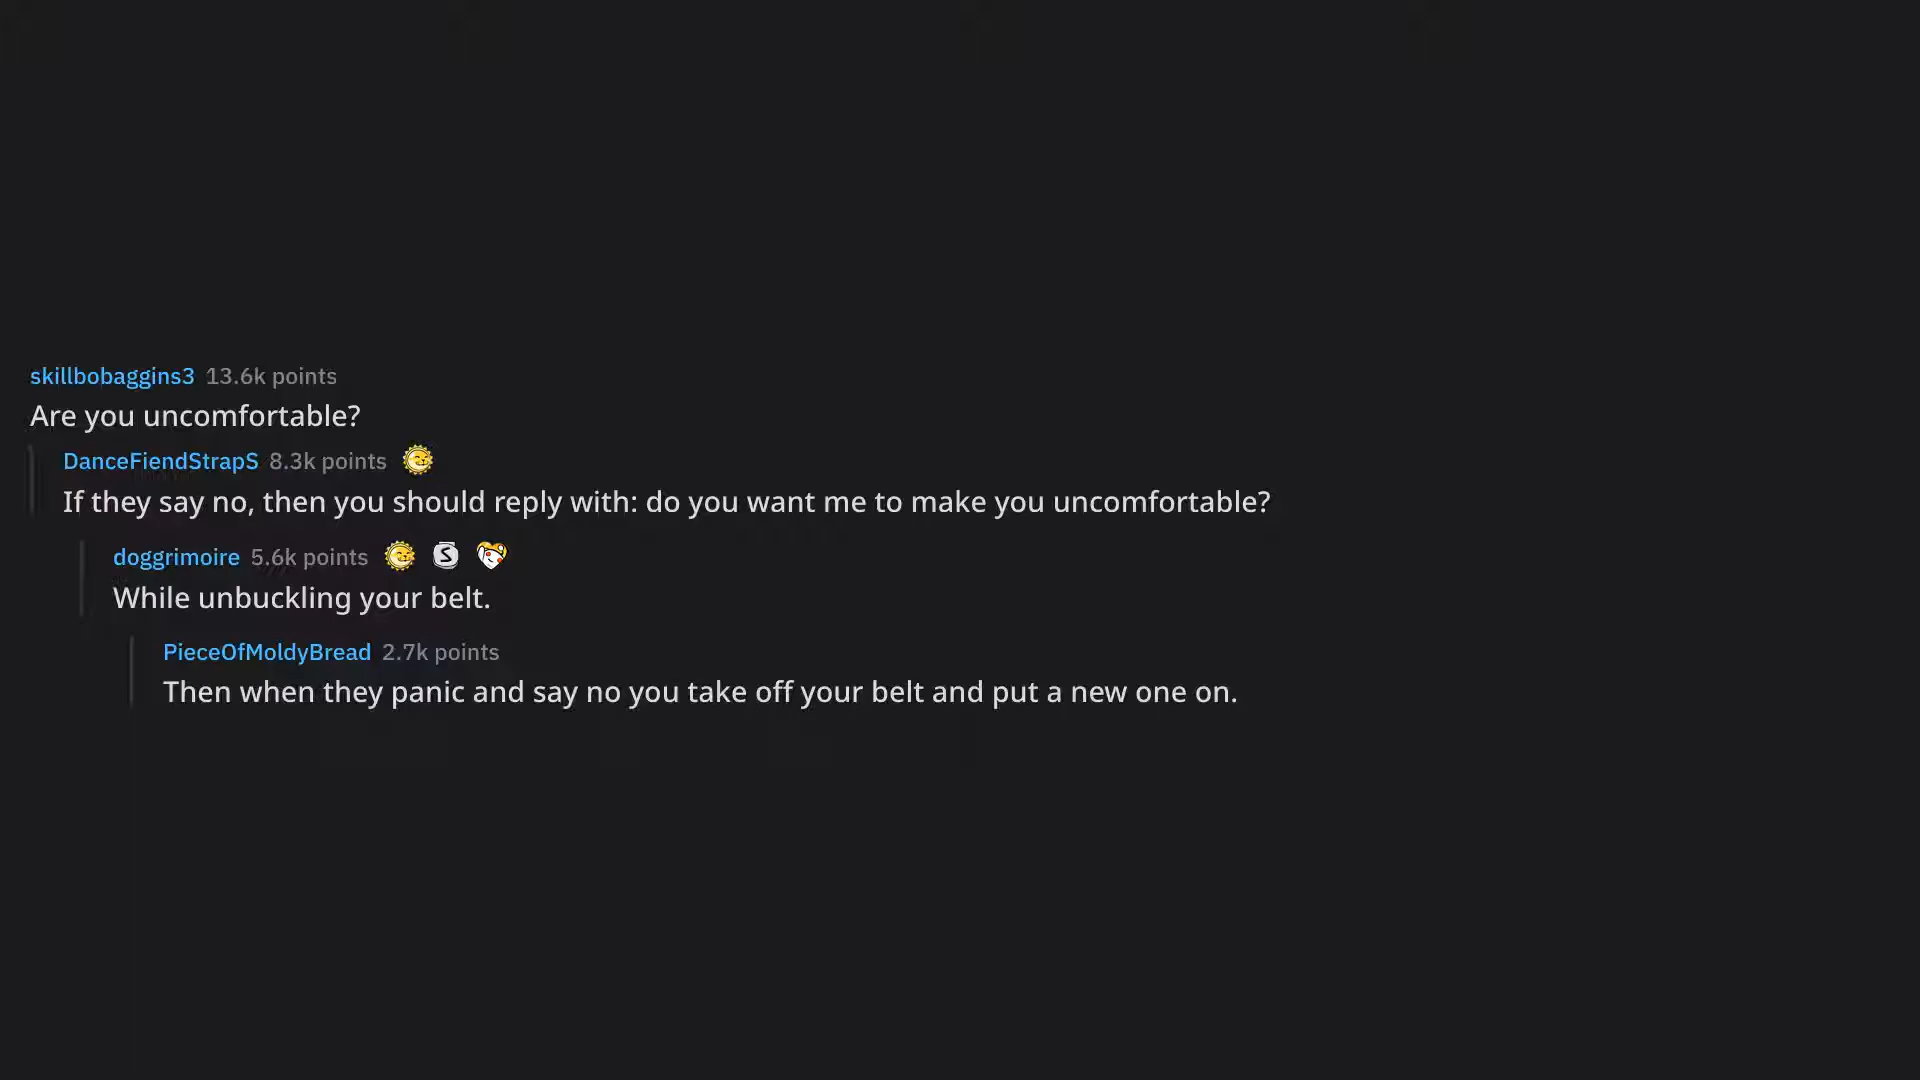 skillbobaggins3 13.6k points
Are you uncomfortable?
DanceFiendStrapS 8.3k points
If they say no, then you should reply with: do you want me to make you uncomfortable?
doggrimoire 5.6k points S
While unbuckling your belt.
PieceOfMoldyBread 2.7k points
Then when they panic and say no you take off your belt and put a new one on.